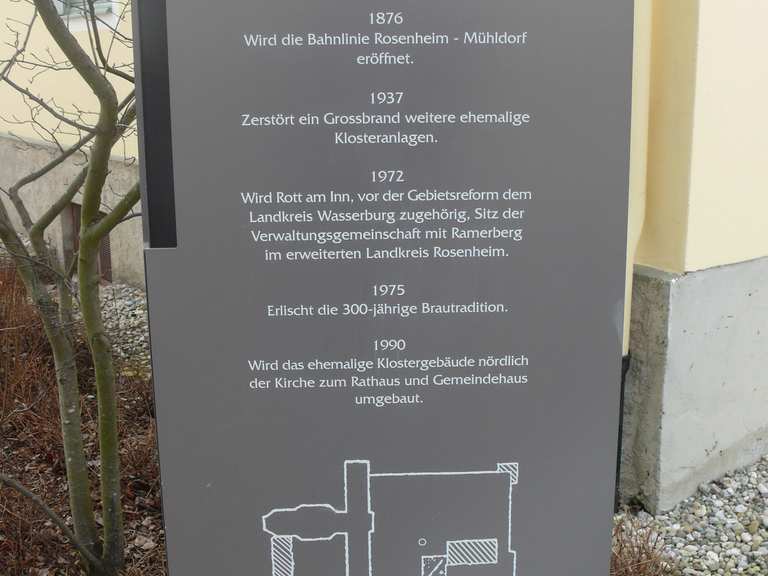 1876
Wird die Bahnlinie Rosenheim - Mühldorf
eröffnet.
1937
Zerstört ein Grossbrand weitere ehemalige
Klosteranlagen.
1972
Wird Rott am Inn, vor der Gebietsreform dem
Landkreis Wasserburg zugehörig, Sitz der
Verwaltungsgemeinschaft mit Ramerberg
im erweiterten Landkreis Rosenheim.
1975
Erlischt die 300-jährige Brautradition.
1990
Wird das ehemalige Klostergebäude nördlich
der Kirche zum Rathaus und Gemeindehaus
umgebaut.